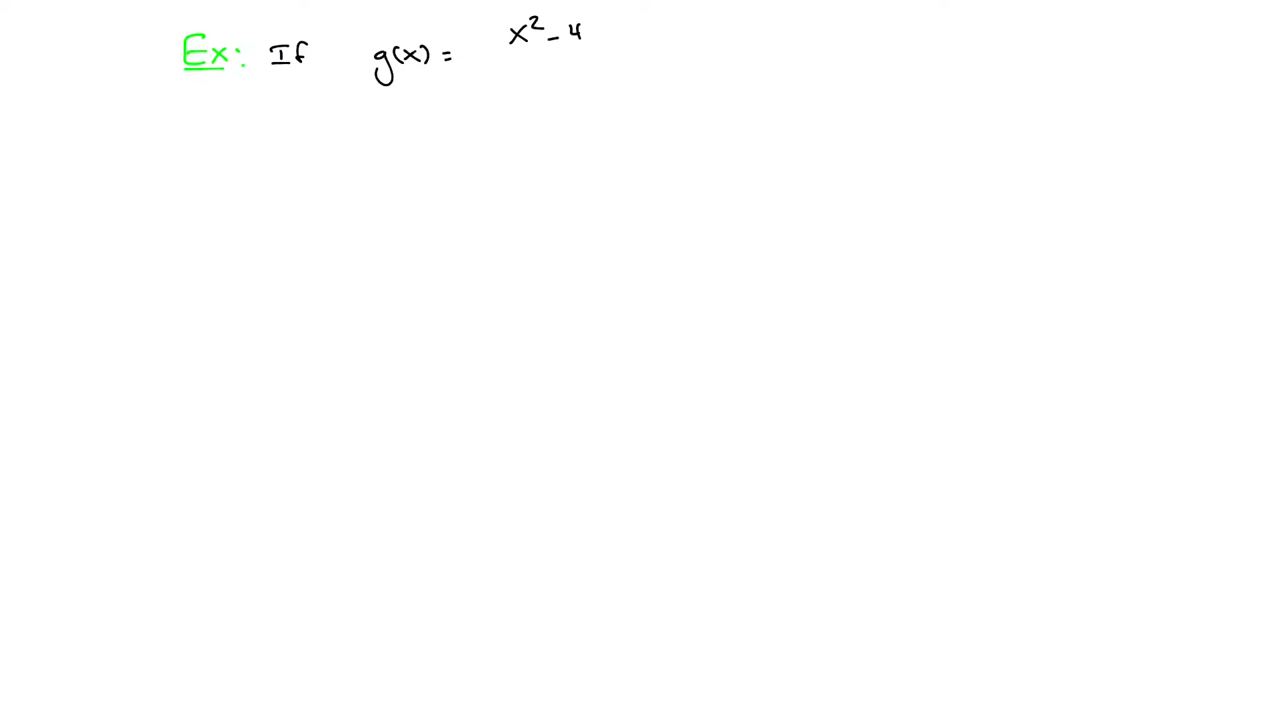 Ex: If g(x) = x² - 4